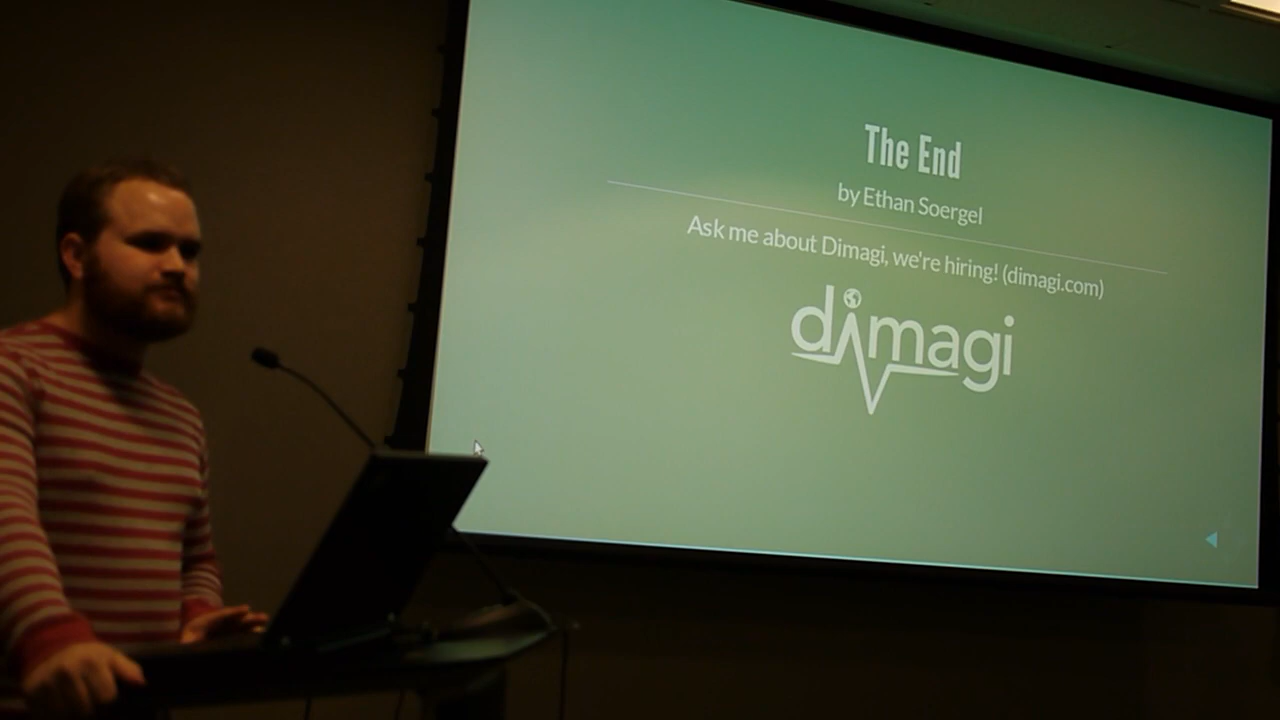 The End
by Ethan Soergel
Ask me about Dimagi, we're hiring! (dimagi.com)
dimagi